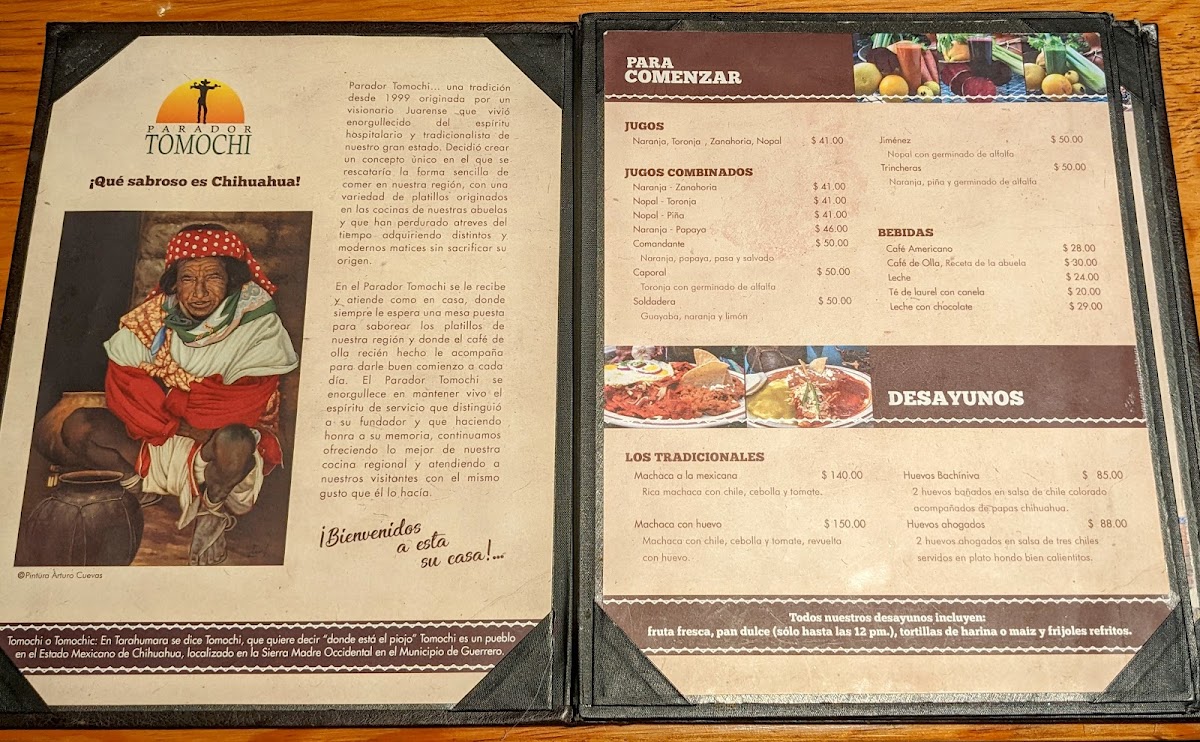 PARADOR
TOMOCHI
¡Qué sabroso es Chihuahua!
©Pintura Arturo Cuevas
Parador Tomochi... una tradición
desde 1999 originada por un
visionario Juarense que vivió
enorgullecido del espíritu
hospitalario y tradicionalista de
nuestro gran estado. Decidió crear
un concepto único en el que se
rescataría la forma sencilla de
comer en nuestra región, con una
variedad de platillos originados
en las cocinas de nuestras abuelas
y que han perdurado atreves del
tiempo adquiriendo distintos y
modernos matices sin sacrificar su
origen.
En el Parador Tomochi se le recibe
y atiende como en casa, donde
siempre le espera una mesa puesta
para saborear los platillos de
nuestra región y donde el café de
olla recién hecho le acompaña
para darle buen comienzo a cada
día. El Parador Tomochi se
enorgullece en mantener vivo el
espíritu de servicio que distinguió
a su fundador y que haciendo
honra a su memoria, continuamos
ofreciendo la mejor de nuestra
cocina regional y atendiendo a
nuestros visitantes con el mismo
gusto que él lo hacía.
¡Bienvenidos
a esta
su casa!...
Tomochi o Tomochic: En Tarahumara se dice Tomochi, que quiere decir "donde está el piojo" Tomochi es un pueblo
en el Estado Mexicano de Chihuahua, localizado en la Sierra Madre Occidental en el Municipio de Guerrero.
PARA
COMENZAR
JUGOS
Naranja, Toronja , Zanahoria, Nopal $ 41.00
JUGOS COMBINADOS
Naranja - Zanahoria $ 41.00
Nopal - Toronja $ 41.00
Nopal - Piña $ 41.00
Naranja - Papaya $ 46.00
Comandante $ 50.00
Naranja, papaya, pasa y salvado
Caporal $ 50.00
Toronja con germinado de alfalfa
Soldadera $ 50.00
Guayaba, naranja y limón
Jiménez $ 50.00
Nopal con germinado de alfalfa
Trincheras $ 50.00
Naranja, piña y germinado de alfalfa
BEBIDAS
Café Americano $ 28.00
Café de Olla, Receta de la abuela $ 30.00
Leche $ 24.00
Té de laurel con canela $ 20.00
Leche con chocolate $ 29.00
DESAYUNOS
LOS TRADICIONALES
Machaca a la mexicana $ 140.00
Rica machaca con chile, cebolla y tomate.
Machaca con huevo $ 150.00
Machaca con chile, cebolla y tomate, revuelta
con huevo.
Huevos Bachíniva $ 85.00
2 huevos bañados en salsa de chile colorado
acompañados de papas chihuahua.
Huevos ahogados $ 88.00
2 huevos ahogados en salsa de tres chiles
servidos en plato hondo bien calientitos.
Todos nuestros desayunos incluyen:
fruta fresca, pan dulce (sólo hasta las 12 pm.), tortillas de harina o maiz y frijoles refritos.